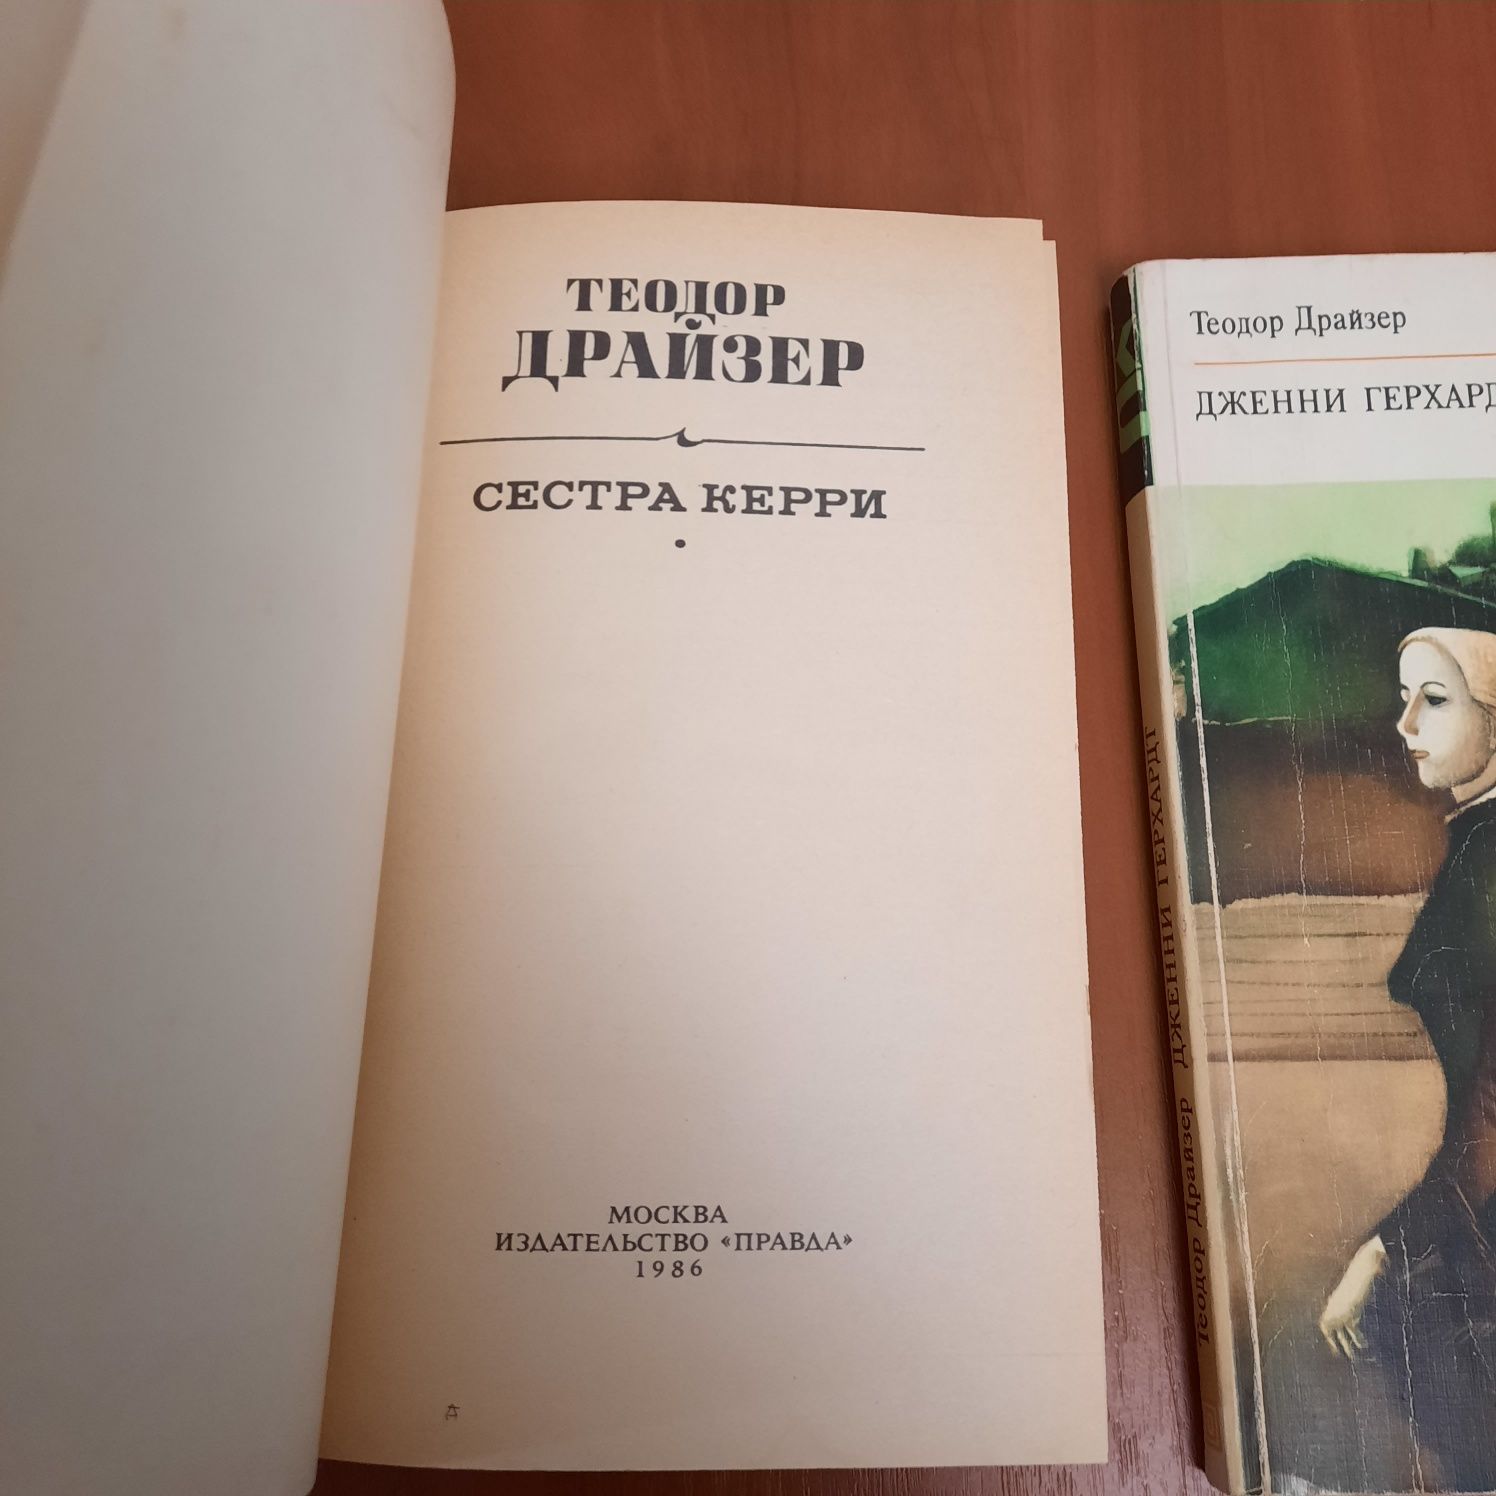 ТЕОДОР
ДРАЙЗЕР
СЕСТРА КЕРРИ
МОСКВА
ИЗДАТЕЛЬСТВО «ПРАВДА»
1986
Теодор Драйзер
ДЖЕННИ ГЕРХАРД
Теодор Драйзер ДЖЕННИ ГЕРХАРДТ